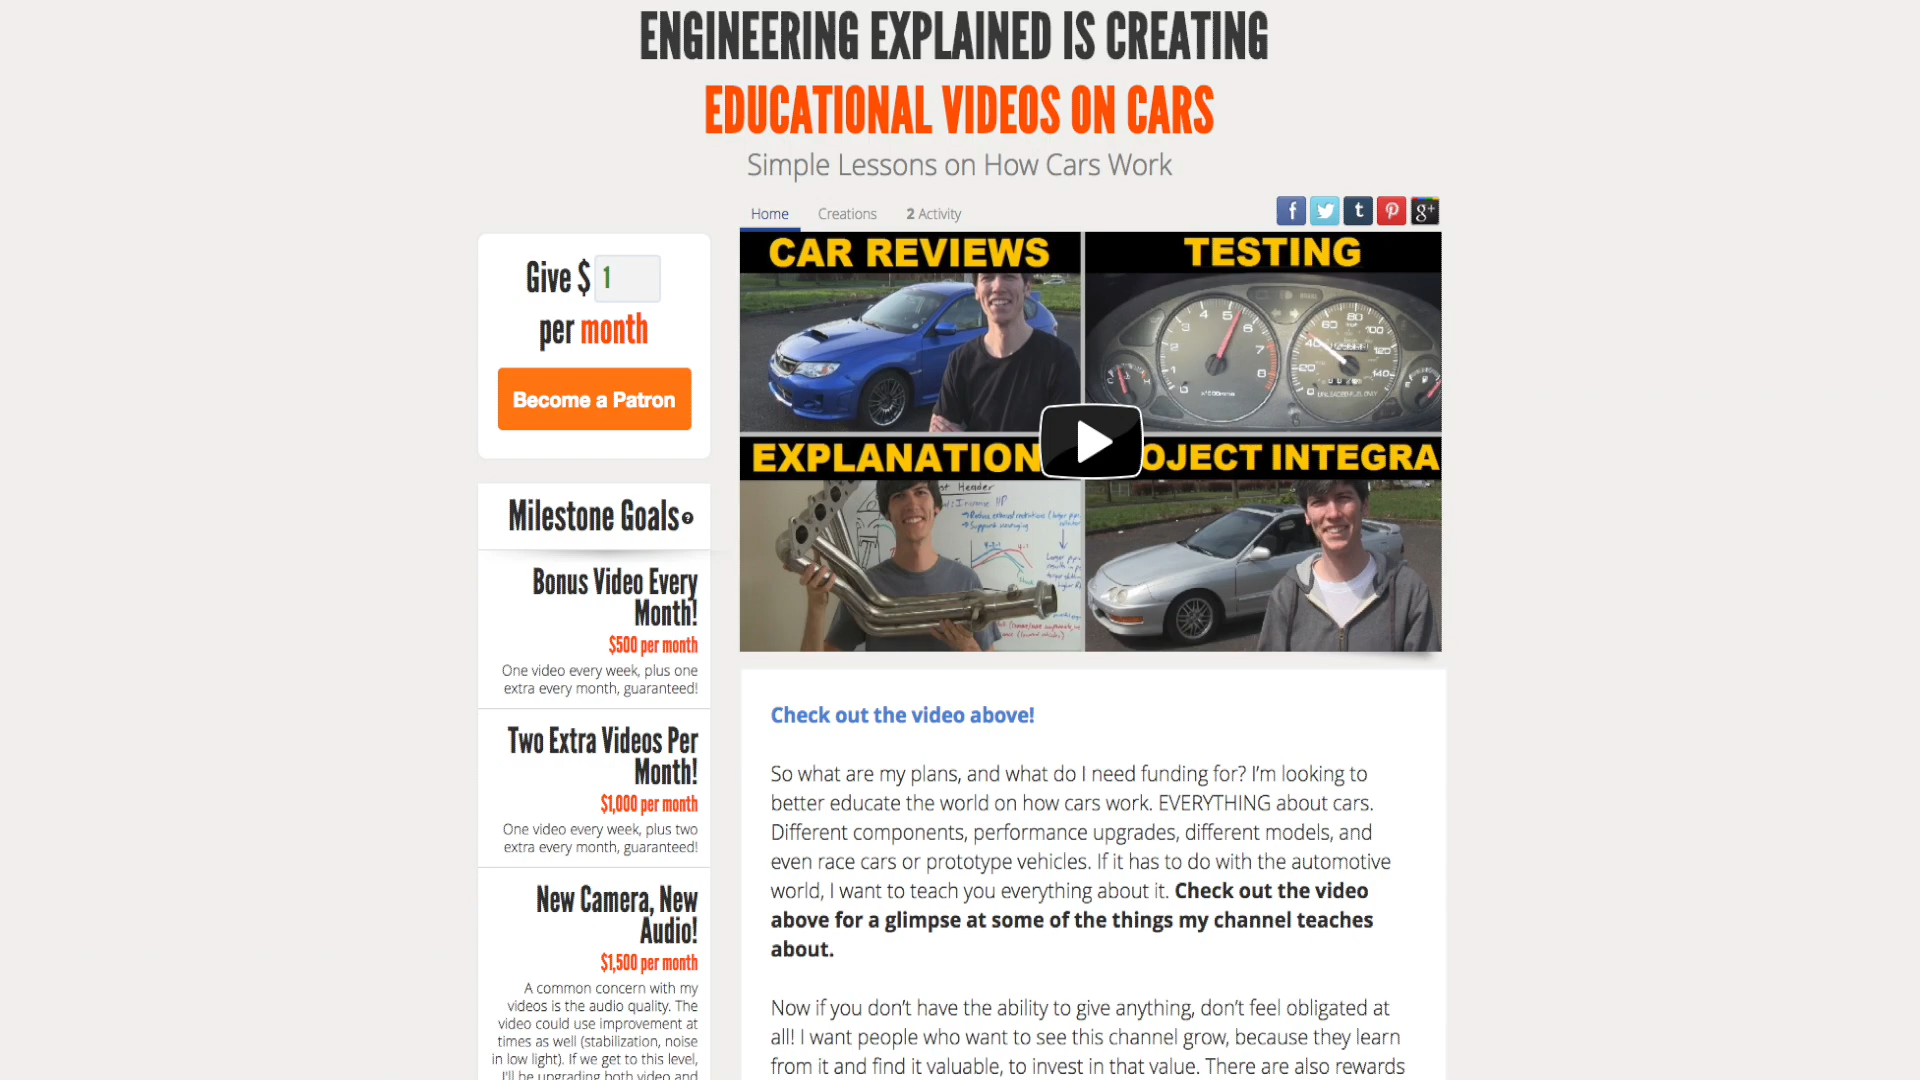 ENGINEERING EXPLAINED IS CREATING
EDUCATIONAL VIDEOS ON CARS
Simple Lessons on How Cars Work
Home Creations 2 Activity
Give $ 1
per month
Become a Patron
Milestone Goals
Bonus Video Every
Month!
$500 per month
One video every week, plus one
extra every month, guaranteed!
Two Extra Videos Per
Month!
$1,000 per month
One video every week, plus two
extra every month, guaranteed!
New Camera, New
Audio!
$1,500 per month
A common concern with my
videos is the audio quality. The
video could use improvement at
times as well (stabilization, noise
in low light). If we get to this level,
I'll be upgrading both video and
CAR REVIEWS
TESTING
EXPLANATION
OJECT INTEGRA
Check out the video above!
So what are my plans, and what do I need funding for? I'm looking to
better educate the world on how cars work. EVERYTHING about cars.
Different components, performance upgrades, different models, and
even race cars or prototype vehicles. If it has to do with the automotive
world, I want to teach you everything about it. Check out the video
above for a glimpse at some of the things my channel teaches
about.
Now if you don't have the ability to give anything, don't feel obligated at
all! I want people who want to see this channel grow, because they learn
from it and find it valuable, to invest in that value. There are also rewards